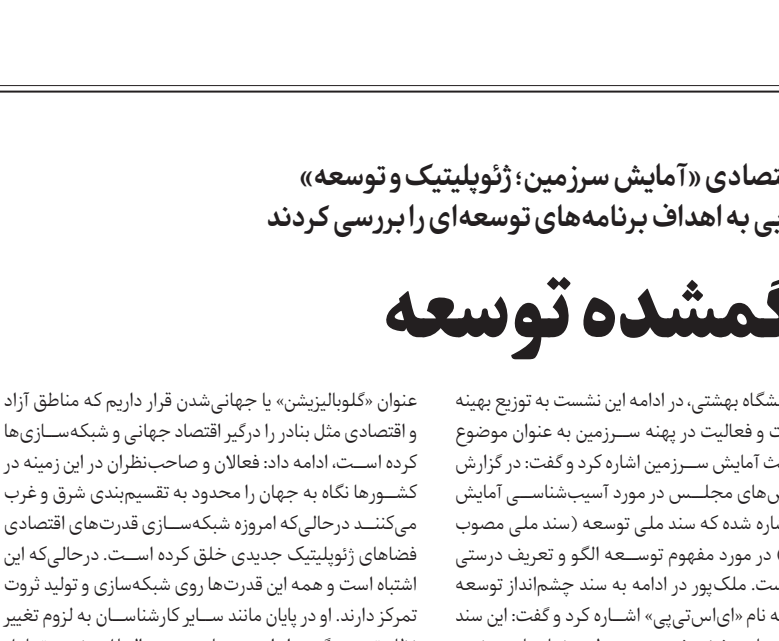 تصادی «آمایش سرزمین؛ ژئوپلیتیک و توسعه»
به اهداف برنامه‌های توسعه‌ای را بررسی کردند
گمشده توسعه
بهشتی، در ادامه این نشست به توزیع بهینه
و فعالیت در پهنه سرزمین به عنوان موضوع
آمایش سرزمین اشاره کرد و گفت: در گزارش
مجلس در مورد آسیب‌شناسی آمایش
شده که سند ملی توسعه (سند ملی مصوب
در مورد مفهوم توسعه الگو و تعریف درستی
ملک‌پور در ادامه به سند چشم‌انداز توسعه
نام «ای‌اس‌تی‌پی» اشاره کرد و گفت: این سند
عنوان «گلوبالیزیشن» یا جهانی‌شدن قرار داریم که مناطق آزاد
و اقتصادی مثل بنادر را درگیر اقتصاد جهانی و شبکه‌سازی‌ها
کرده است، ادامه داد: فعالان و صاحب‌نظران در این زمینه در
کشورها نگاه به جهان را محدود به تقسیم‌بندی شرق و غرب
می‌کنند درحالی‌که امروزه شبکه‌سازی قدرت‌های اقتصادی
فضاهای ژئوپلیتیک جدیدی خلق کرده است. درحالی‌که این
اشتباه است و همه این قدرت‌ها روی شبکه‌سازی و تولید ثروت
تمرکز دارند. او در پایان مانند سایر کارشناسان به لزوم تغییر